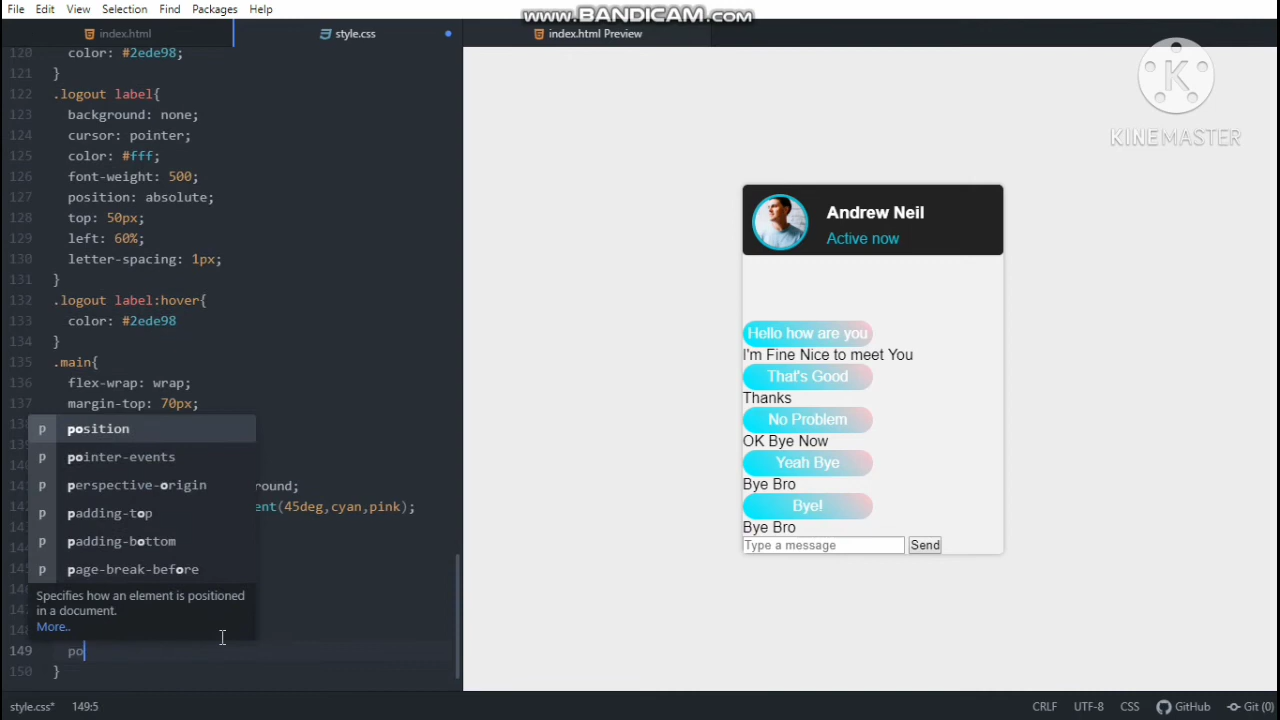 File Edit View Selection Find Packages Help
www.BANDICAM.com
index.html
style.css
index.html Preview
120 color: #2ede98;
121 }
122 .logout label{
123 background: none;
124 cursor: pointer;
125 color: #fff;
126 font-weight: 500;
127 position: absolute;
128 top: 50px;
129 left: 60%;
130 letter-spacing: 1px;
131 }
132 .logout label:hover{
133 color: #2ede98
134 }
135 .main{
136 flex-wrap: wrap;
137 margin-top: 70px;
p position
p pointer-events
p perspective-origin
round;
p padding-top
ent(45deg,cyan,pink);
p padding-bottom
p page-break-before
Specifies how an element is positioned
in a document.
More..
149 po
150 }
KINEMASTER
Andrew Neil
Active now
Hello how are you
I'm Fine Nice to meet You
That's Good
Thanks
No Problem
OK Bye Now
Yeah Bye
Bye Bro
Bye!
Bye Bro
Type a message Send
style.css* 149:5
CRLF UTF-8 CSS GitHub Git (0)